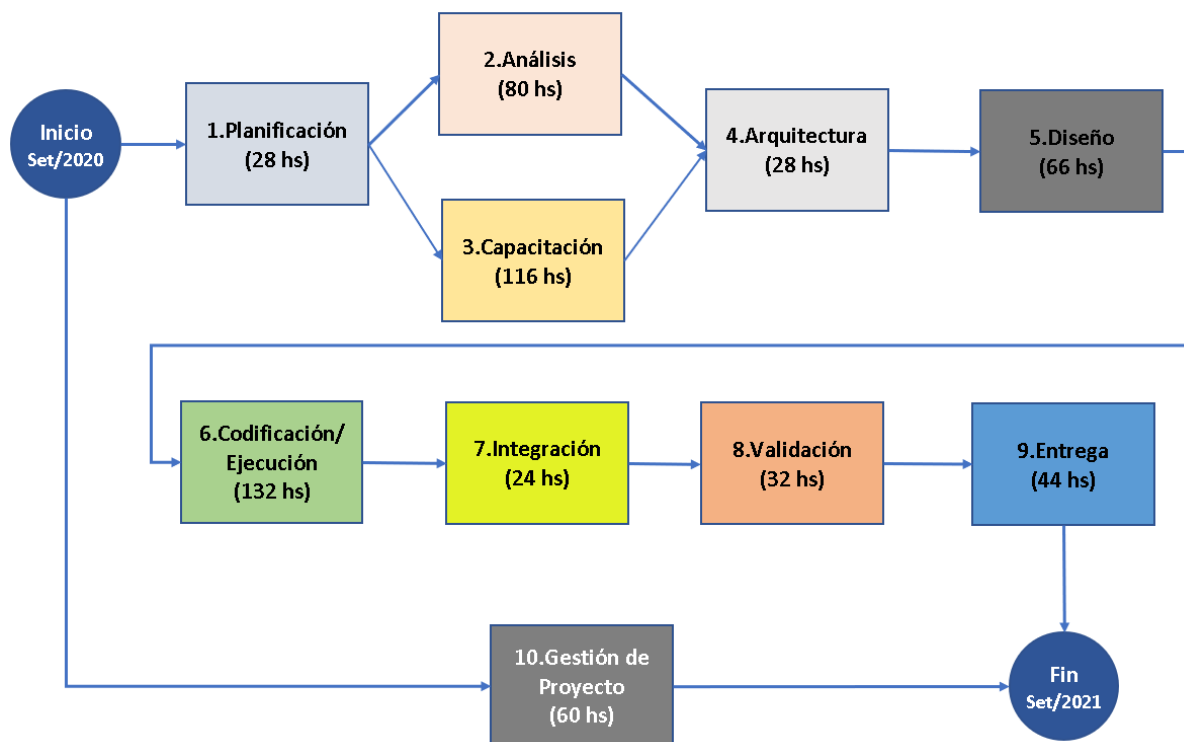 Inicio
Set/2020
1.Planificación
(28 hs)
2.Análisis
(80 hs)
3.Capacitación
(116 hs)
4.Arquitectura
(28 hs)
5.Diseño
(66 hs)
6.Codificación/
Ejecución
(132 hs)
7.Integración
(24 hs)
8.Validación
(32 hs)
9.Entrega
(44 hs)
10.Gestión de
Proyecto
(60 hs)
Fin
Set/2021